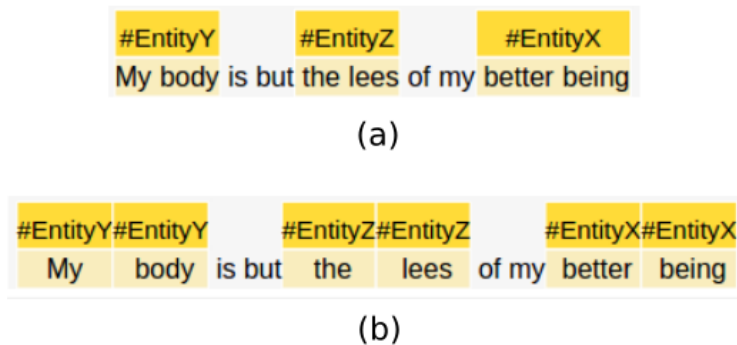 #EntityY #EntityZ #EntityX
My body is but the lees of my better being
(a)
#EntityY #EntityY #EntityZ #EntityZ #EntityX #EntityX
My body is but the lees of my better being
(b)